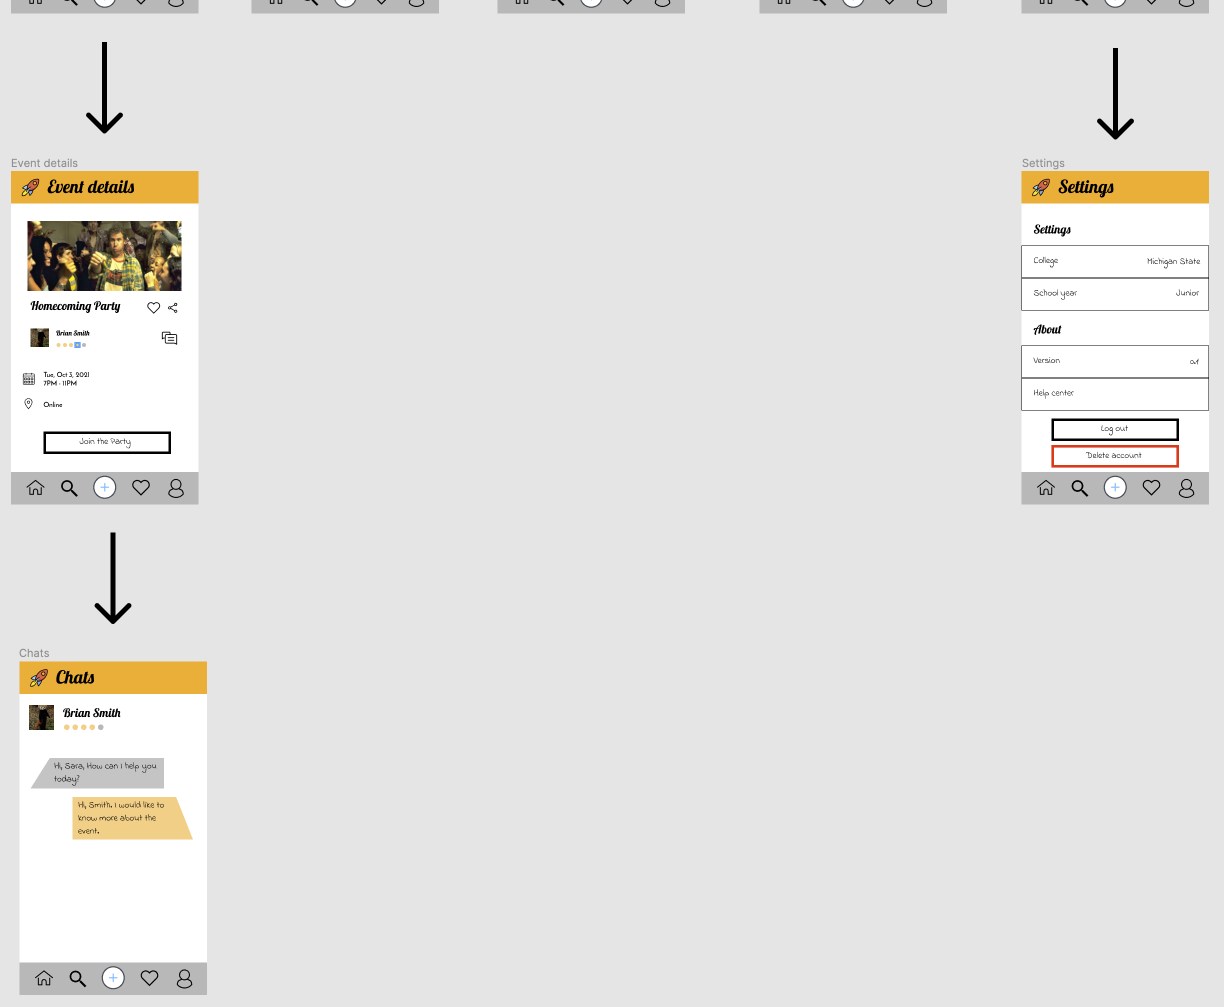 Event details
Event details
Homecoming Party
Brian Smith
Tue, Oct 3, 2021
7PM - 11PM
Online
Join the Party
Settings
Settings
Settings
College
Michigan State
School year
Junior
About
Version
Help center
Log out
Delete account
Chats
Chats
Brian Smith
Hi, Sara, How can I help you
today?
Hi, Smith. I would like to
know more about the
event.